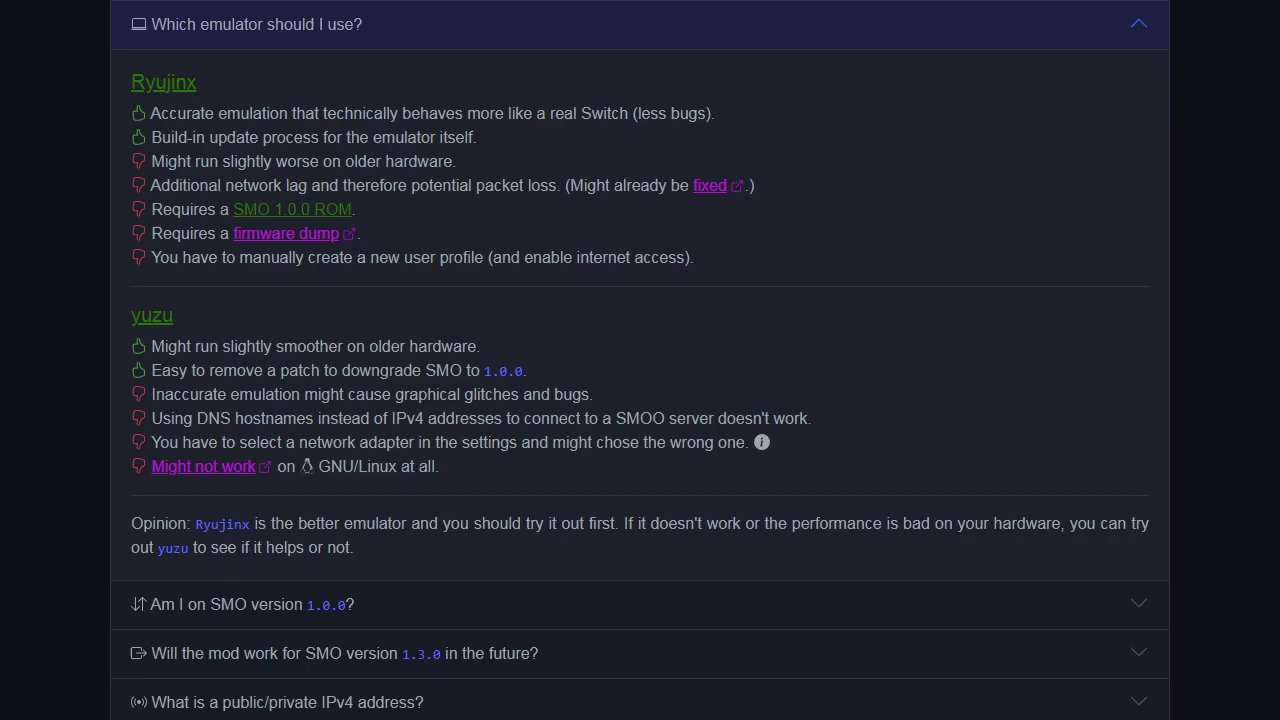 Which emulator should I use?
Ryujinx
Accurate emulation that technically behaves more like a real Switch (less bugs).
Build-in update process for the emulator itself.
Might run slightly worse on older hardware.
Additional network lag and therefore potential packet loss. (Might already be fixed.)
Requires a SMO 1.0.0 ROM.
Requires a firmware dump.
You have to manually create a new user profile (and enable internet access).
yuzu
Might run slightly smoother on older hardware.
Easy to remove a patch to downgrade SMO to 1.0.0.
Inaccurate emulation might cause graphical glitches and bugs.
Using DNS hostnames instead of IPv4 addresses to connect to a SMOO server doesn't work.
You have to select a network adapter in the settings and might chose the wrong one.
Might not work on GNU/Linux at all.
Opinion: Ryujinx is the better emulator and you should try it out first. If it doesn't work or the performance is bad on your hardware, you can try
out yuzu to see if it helps or not.
Am I on SMO version 1.0.0?
Will the mod work for SMO version 1.3.0 in the future?
What is a public/private IPv4 address?